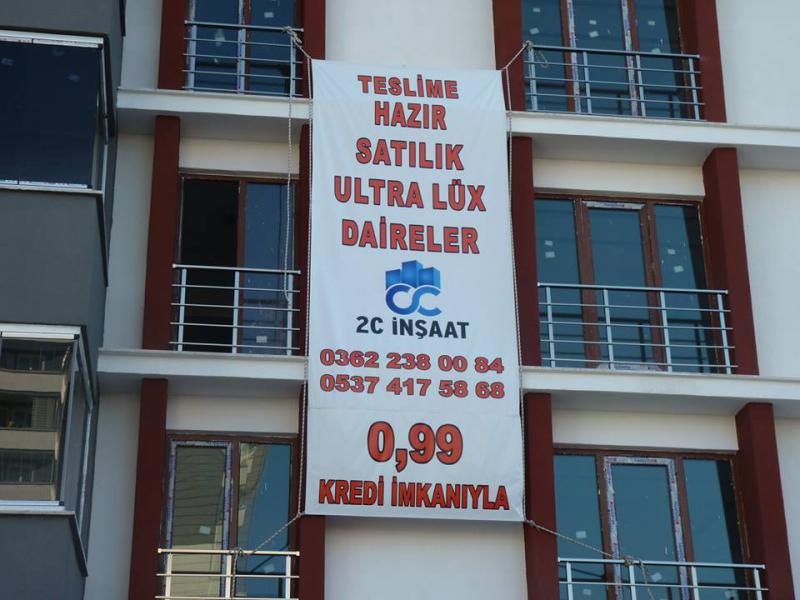 TESLİME
HAZIR
SATILIK
ULTRA LÜX
DAİRELER
2C İNŞAAT
0362 238 00 84
0537 417 58 68
0,99
KREDİ İMKANIYLA